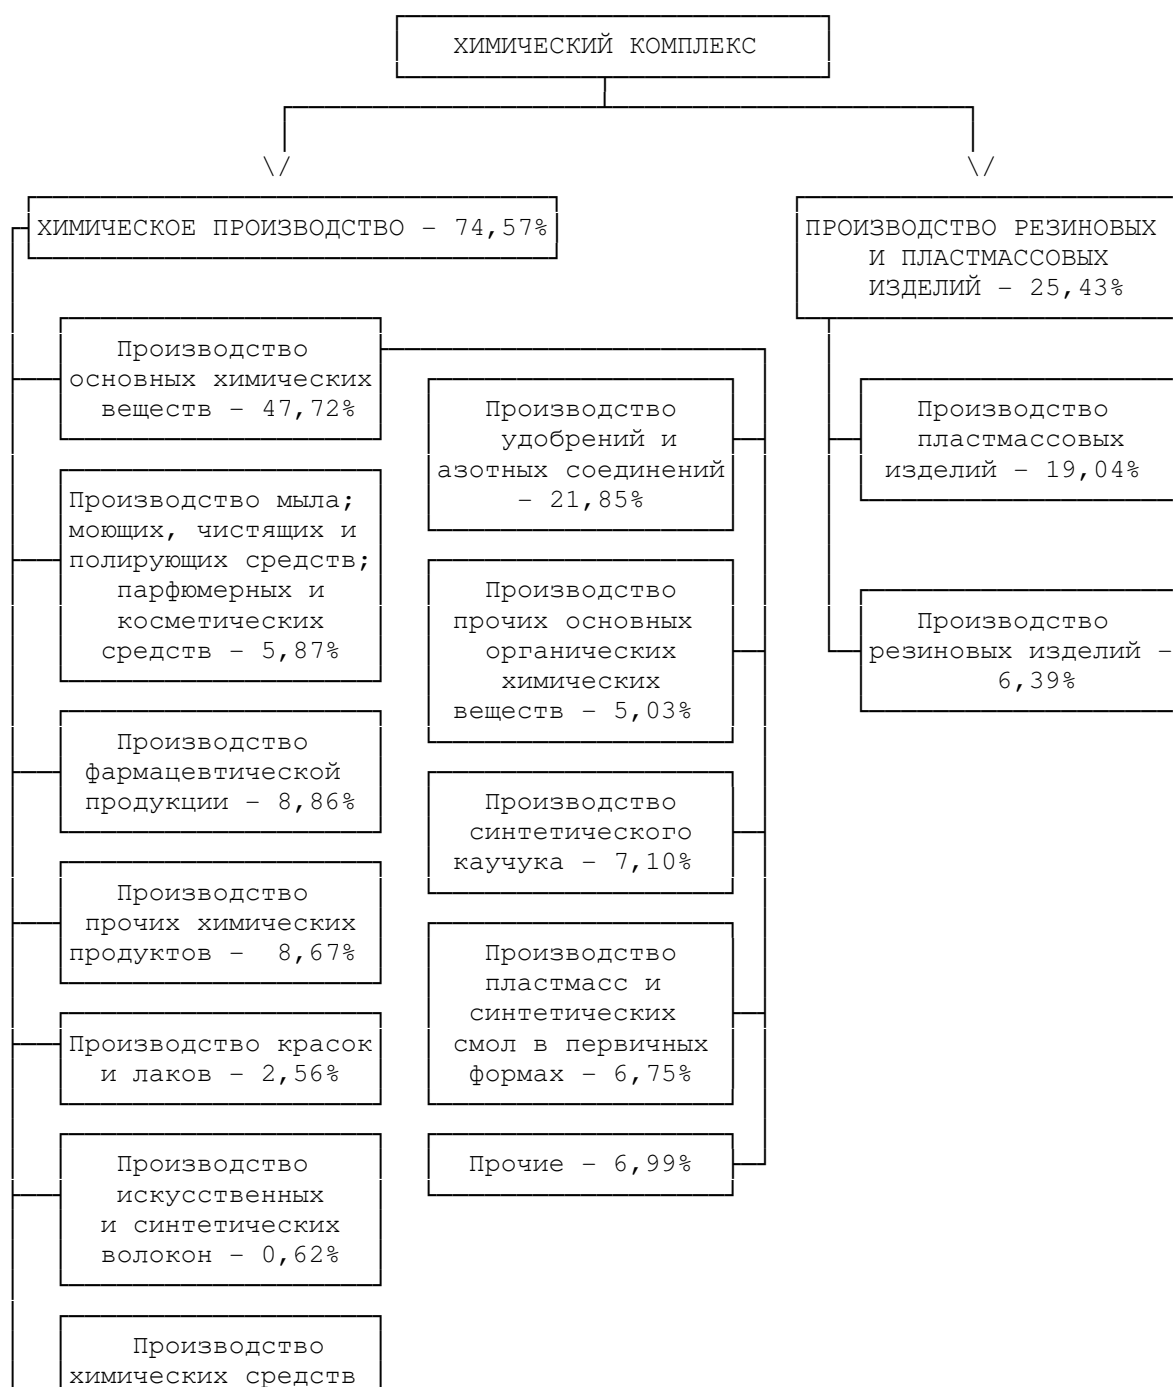 ХИМИЧЕСКИЙ КОМПЛЕКС
\/
\/
ХИМИЧЕСКОЕ ПРОИЗВОДСТВО - 74,57%
ПРОИЗВОДСТВО РЕЗИНОВЫХ
И ПЛАСТМАССОВЫХ
ИЗДЕЛИЙ - 25,43%
Производство
основных химических
веществ - 47,72%
Производство мыла;
моющих, чистящих и
полирующих средств;
парфюмерных и
косметических
средств - 5,87%
Производство
фармацевтической
продукции - 8,86%
Производство
прочих химических
продуктов -  8,67%
Производство красок
и лаков - 2,56%
Производство
искусственных
и синтетических
волокон - 0,62%
Производство
химических средств
Производство
удобрений и
азотных соединений
- 21,85%
Производство
прочих основных
органических
химических
веществ - 5,03%
Производство
синтетического
каучука - 7,10%
Производство
пластмасс и
синтетических
смол в первичных
формах - 6,75%
Прочие - 6,99%
Производство
пластмассовых
изделий - 19,04%
Производство
резиновых изделий -
6,39%